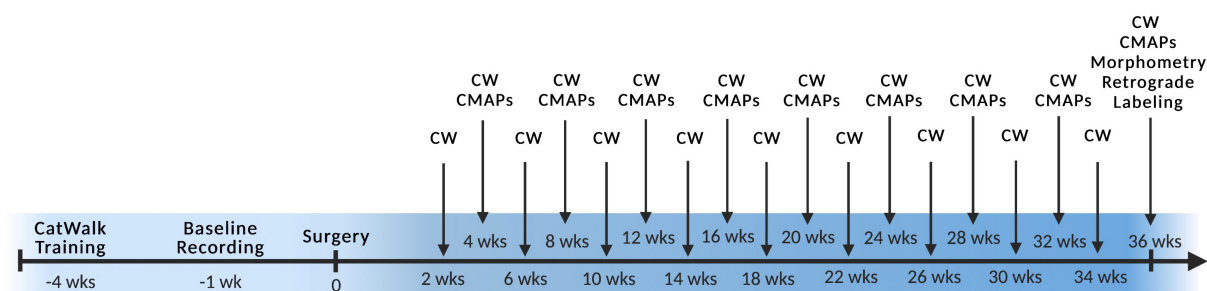 CW
CMAPs
Morphometry
Retrograde
Labeling
CW
CMAPs
CW
CMAPs
CW
CMAPs
CW
CMAPs
CW
CMAPs
CW
CMAPs
CW
CMAPs
CW
CMAPs
CW
CW
CW
CW
CW
CW
CW
CW
CW
CatWalk
Training
Baseline
Recording
Surgery
4 wks
8 wks
12 wks
16 wks
20 wks
24 wks
28 wks
32 wks
36 wks
-4 wks
-1 wk
0
2 wks
6 wks
10 wks
14 wks
18 wks
22 wks
26 wks
30 wks
34 wks